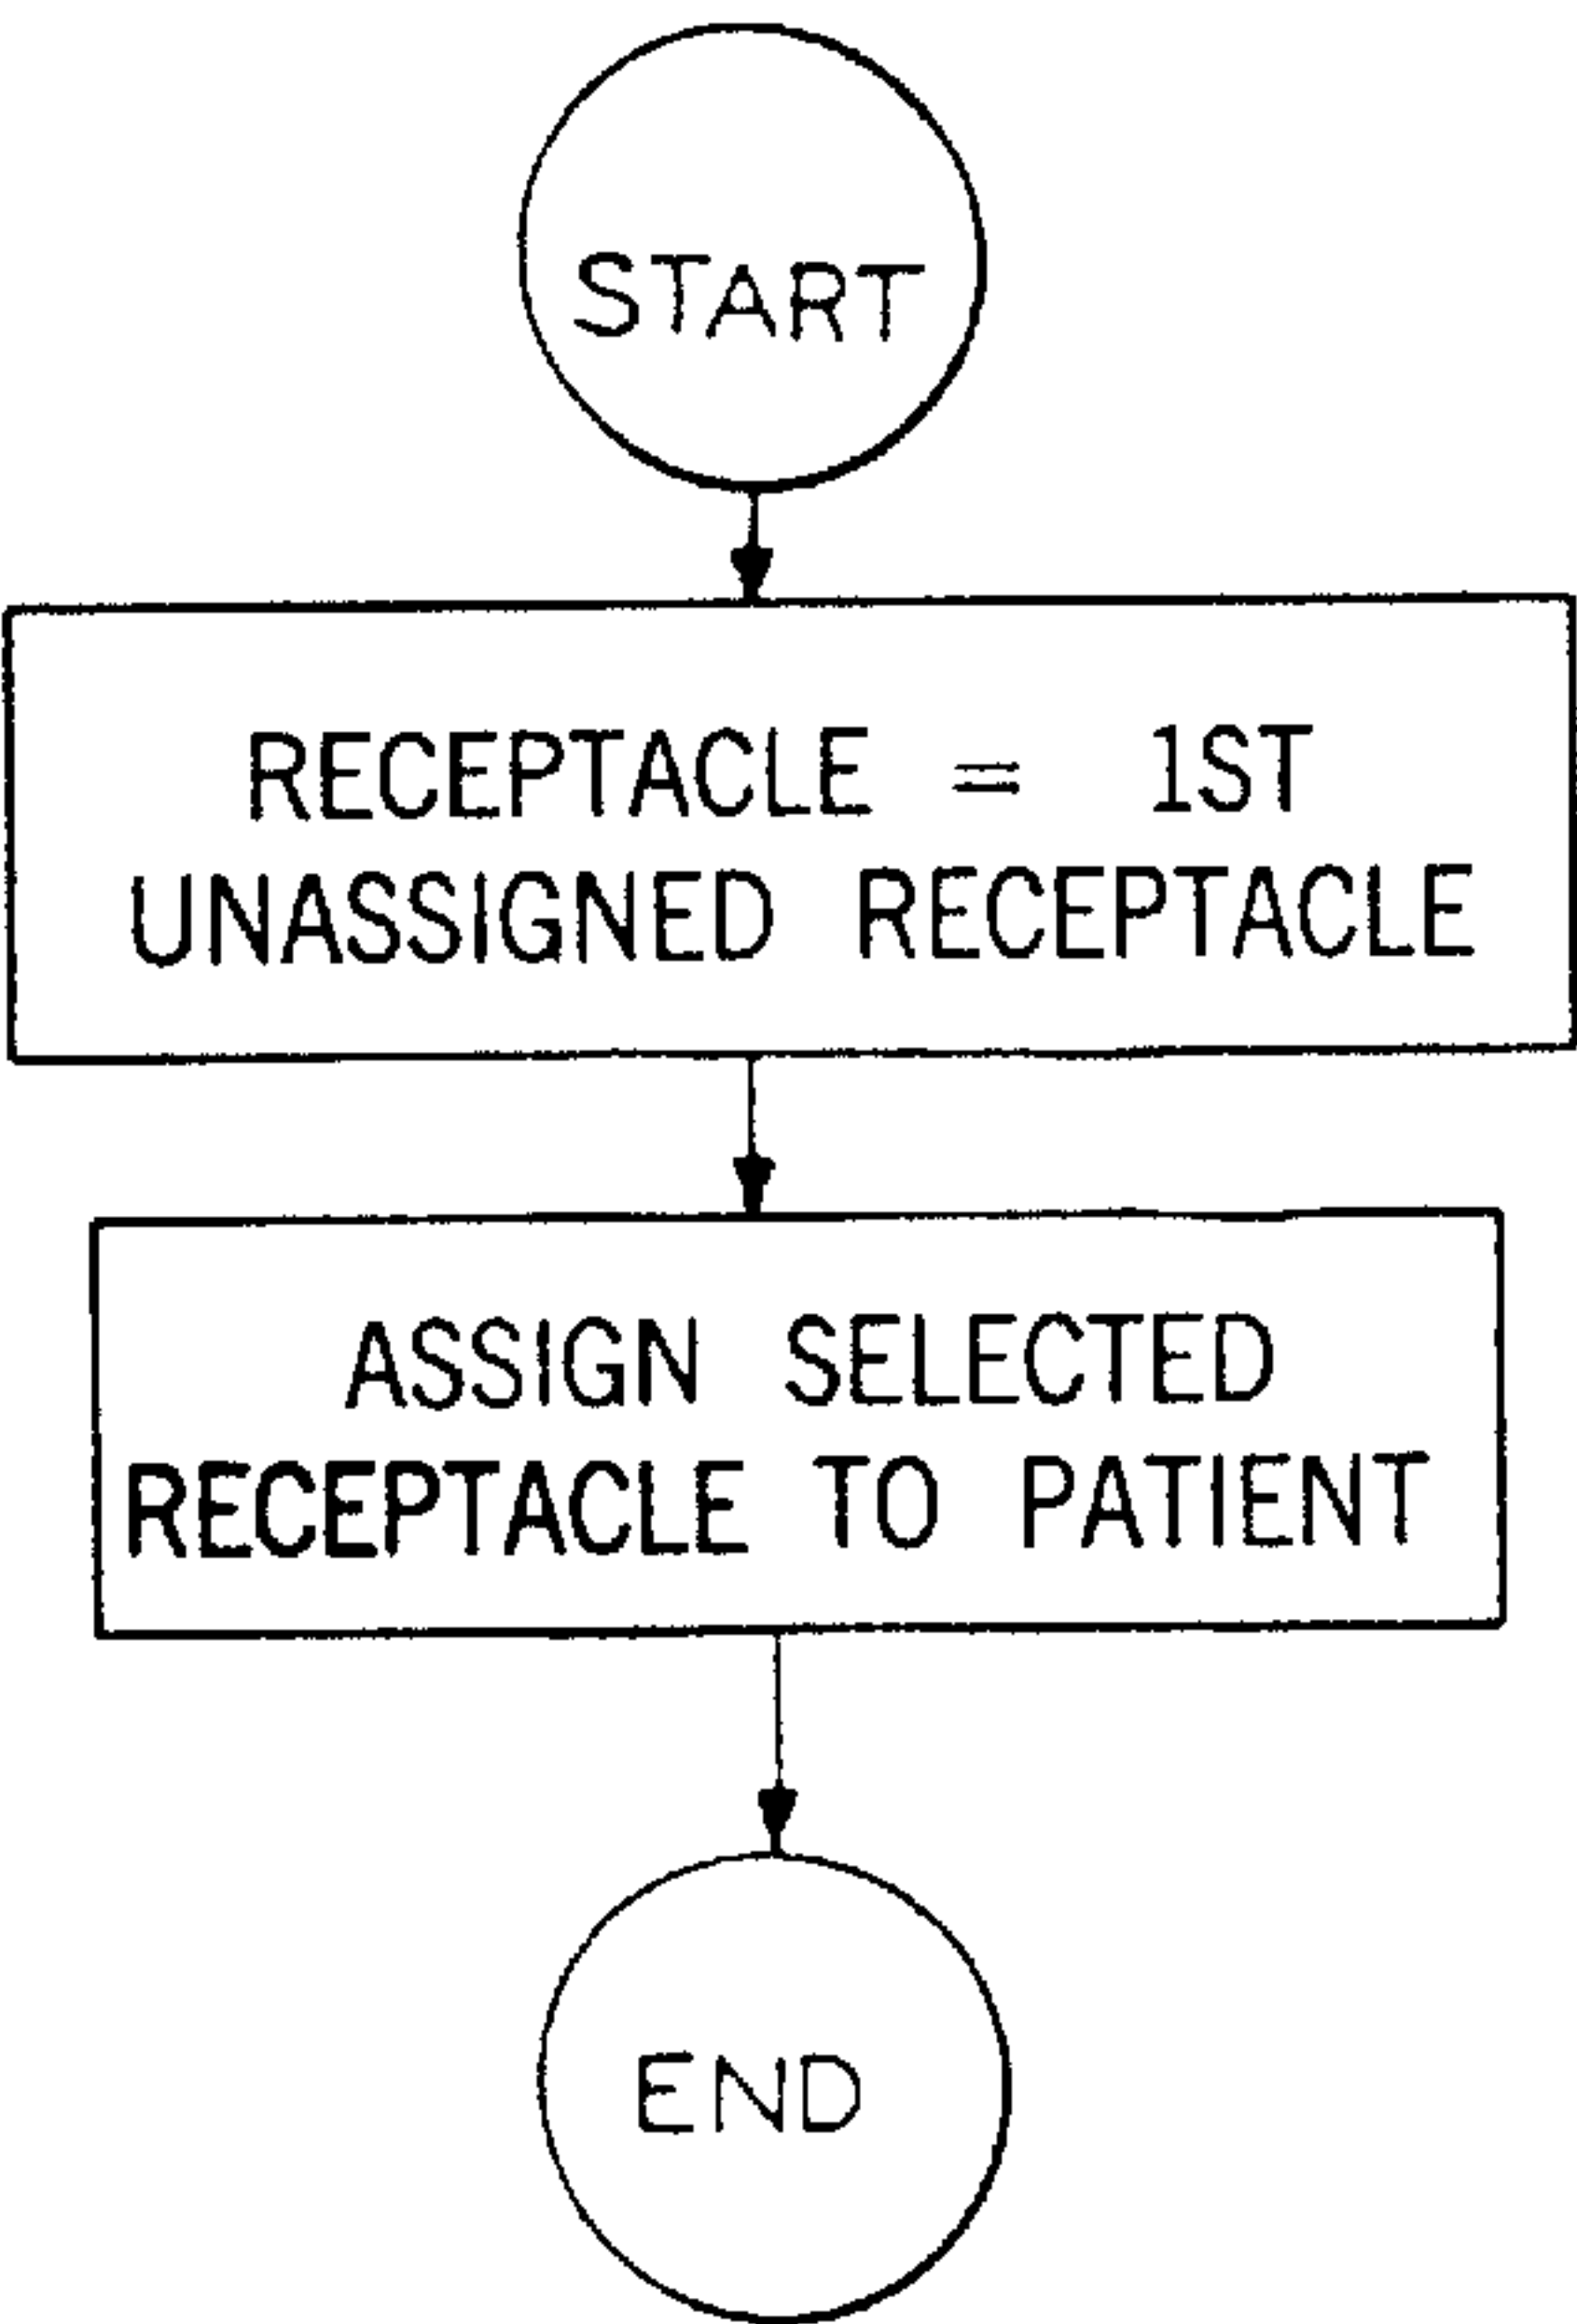 START
RECEPTACLE = 1ST
UNASSIGNED RECEPTACLE
ASSIGN SELECTED
RECEPTACLE TO PATIENT
END